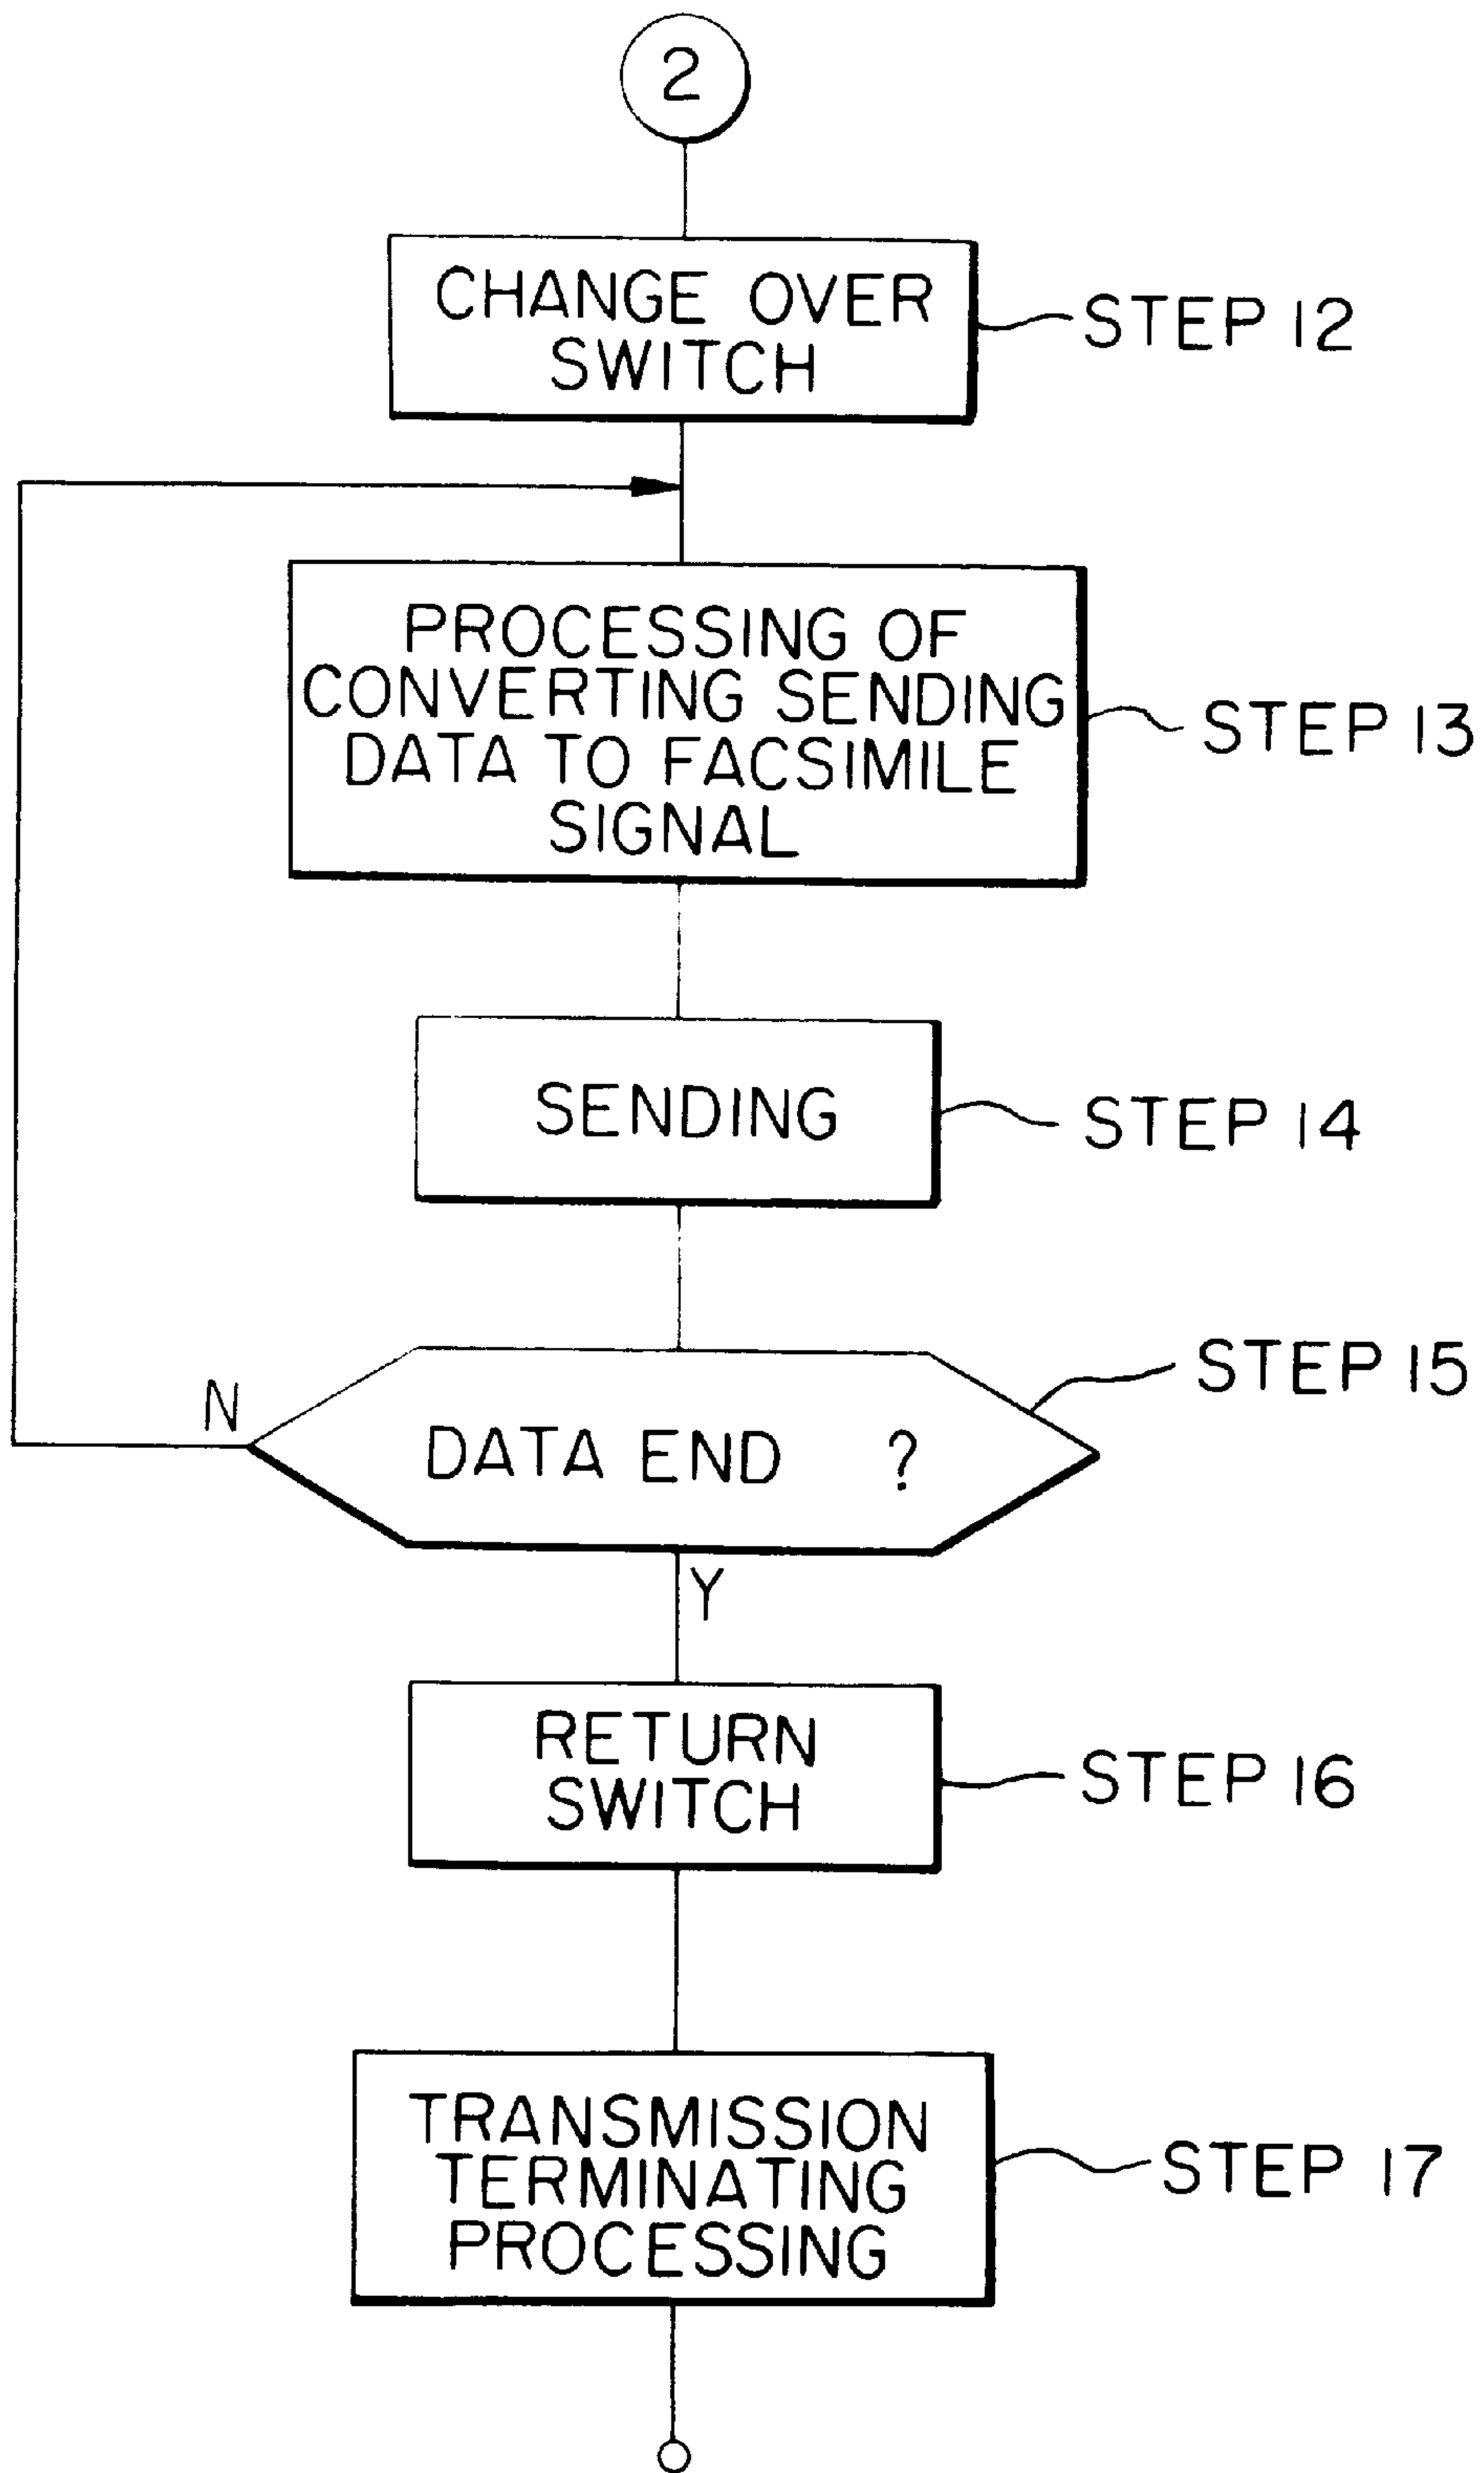 2
CHANGE OVER
SWITCH
STEP 12
PROCESSING OF
CONVERTING SENDING
DATA TO FACSIMILE
SIGNAL
STEP 13
SENDING
STEP 14
STEP 15
N
DATA END ?
Y
RETURN
SWITCH
STEP 16
TRANSMISSION
TERMINATING
PROCESSING
STEP 17